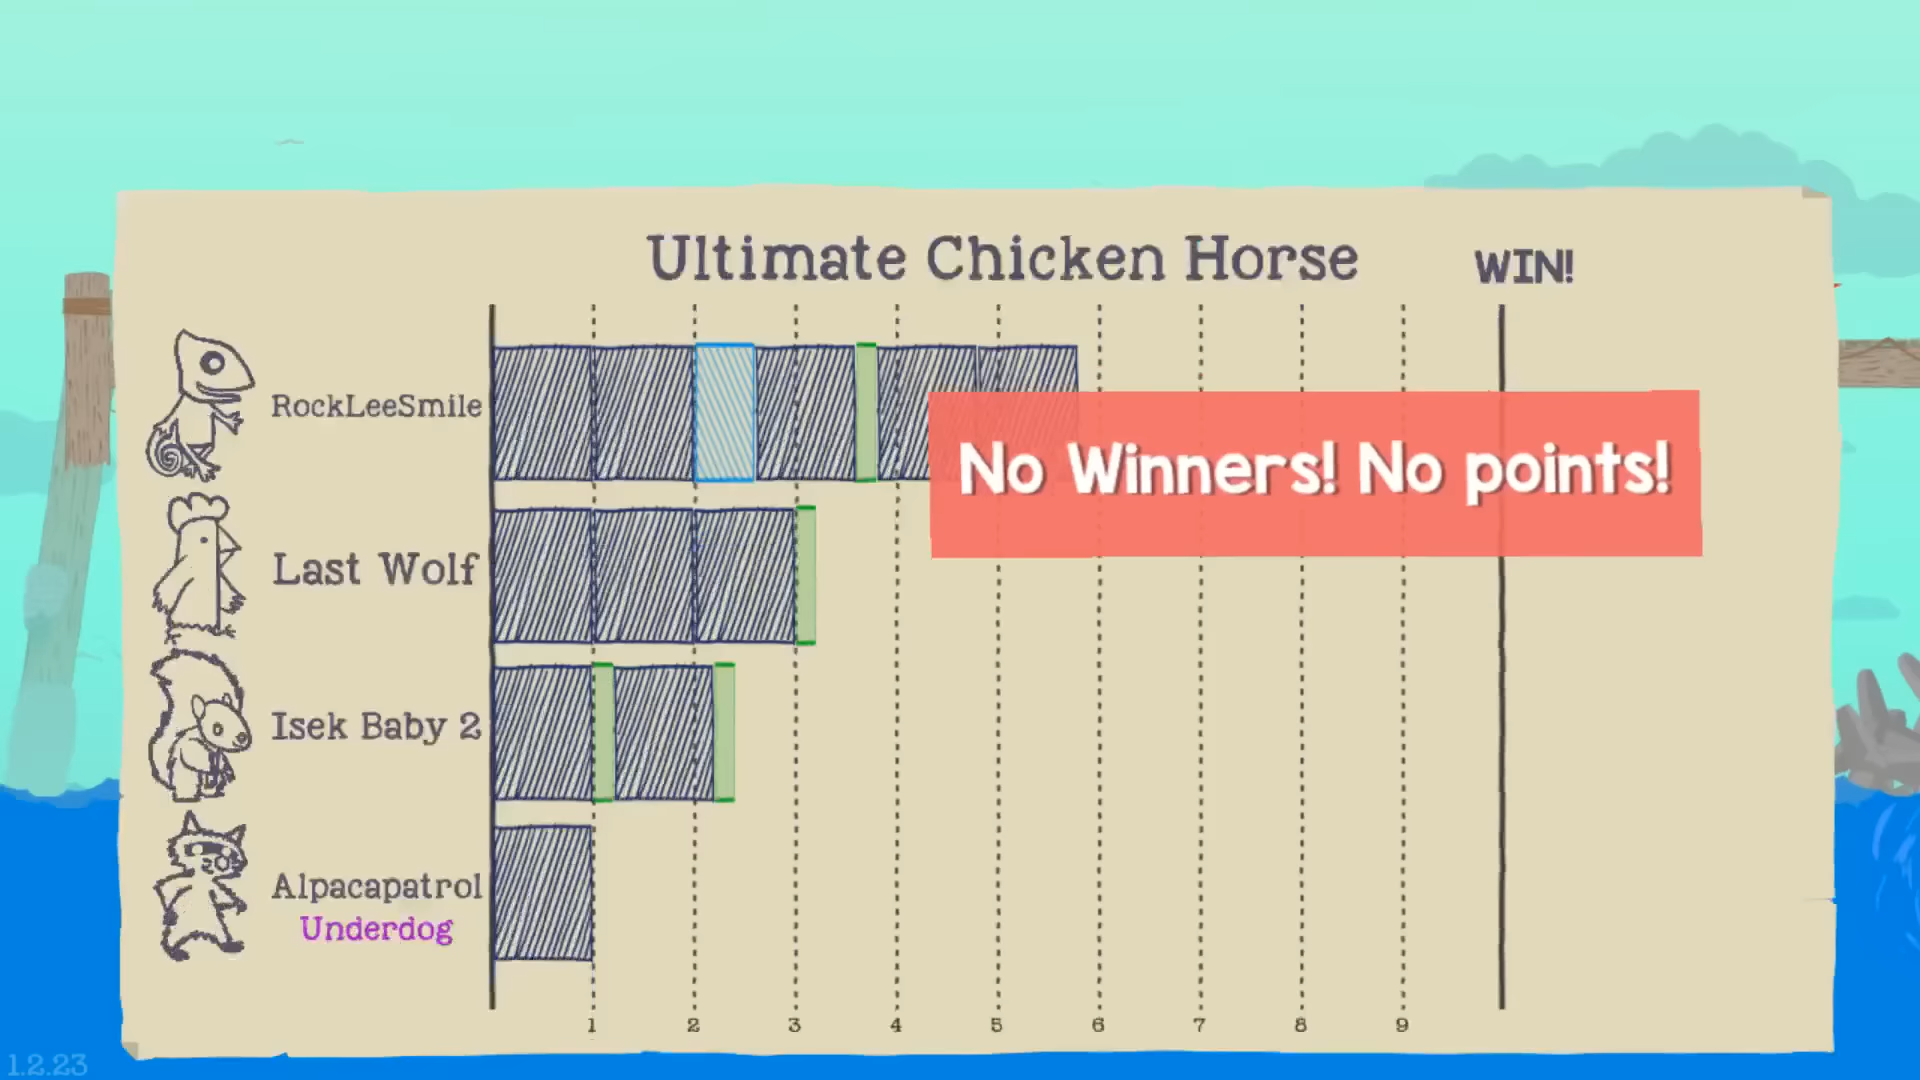 Ultimate Chicken Horse
WIN!
RockLeeSmile
No Winners! No points!
Last Wolf
Isek Baby 2
Alpacapatrol
Underdog
1 2 3 4 5 6 7 8 9
1.2.23